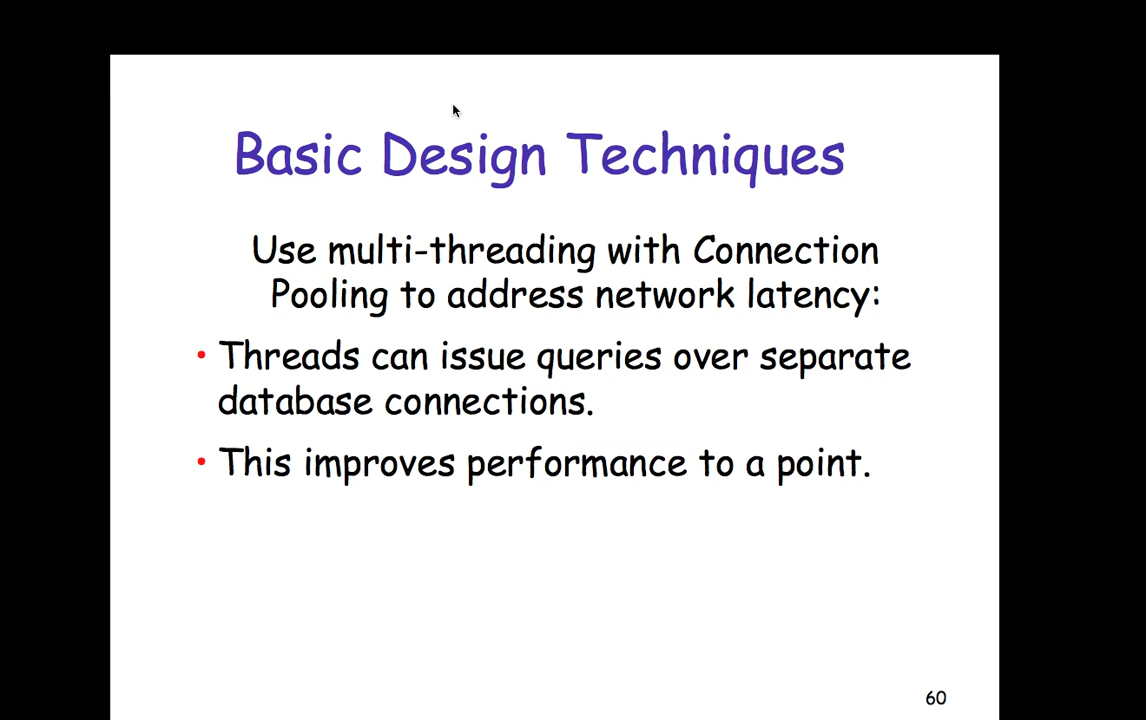 Basic Design Techniques
Use multi-threading with Connection
Pooling to address network latency:
• Threads can issue queries over separate
database connections.
• This improves performance to a point.
60